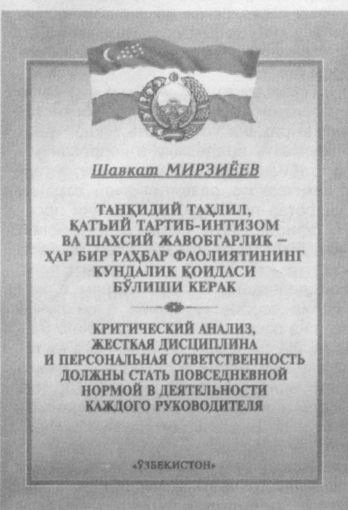 Шавкат МИРЗИЁЕВ
ТАНҚИДИЙ ТАҲЛИЛ,
ҚАТЪИЙ ТАРТИБ-ИНТИЗОМ
ВА ШАХСИЙ ЖАВОБГАРЛИК –
ҲАР БИР РАҲБАР ФАОЛИЯТИНИНГ
КУНДАЛИК ҚОИДАСИ
БЎЛИШИ КЕРАК
КРИТИЧЕСКИЙ АНАЛИЗ,
ЖЕСТКАЯ ДИСЦИПЛИНА
И ПЕРСОНАЛЬНАЯ ОТВЕТСТВЕННОСТЬ
ДОЛЖНЫ СТАТЬ ПОВСЕДНЕВНОЙ
НОРМОЙ В ДЕЯТЕЛЬНОСТИ
КАЖДОГО РУКОВОДИТЕЛЯ
«ЎЗБЕКИСТОН»